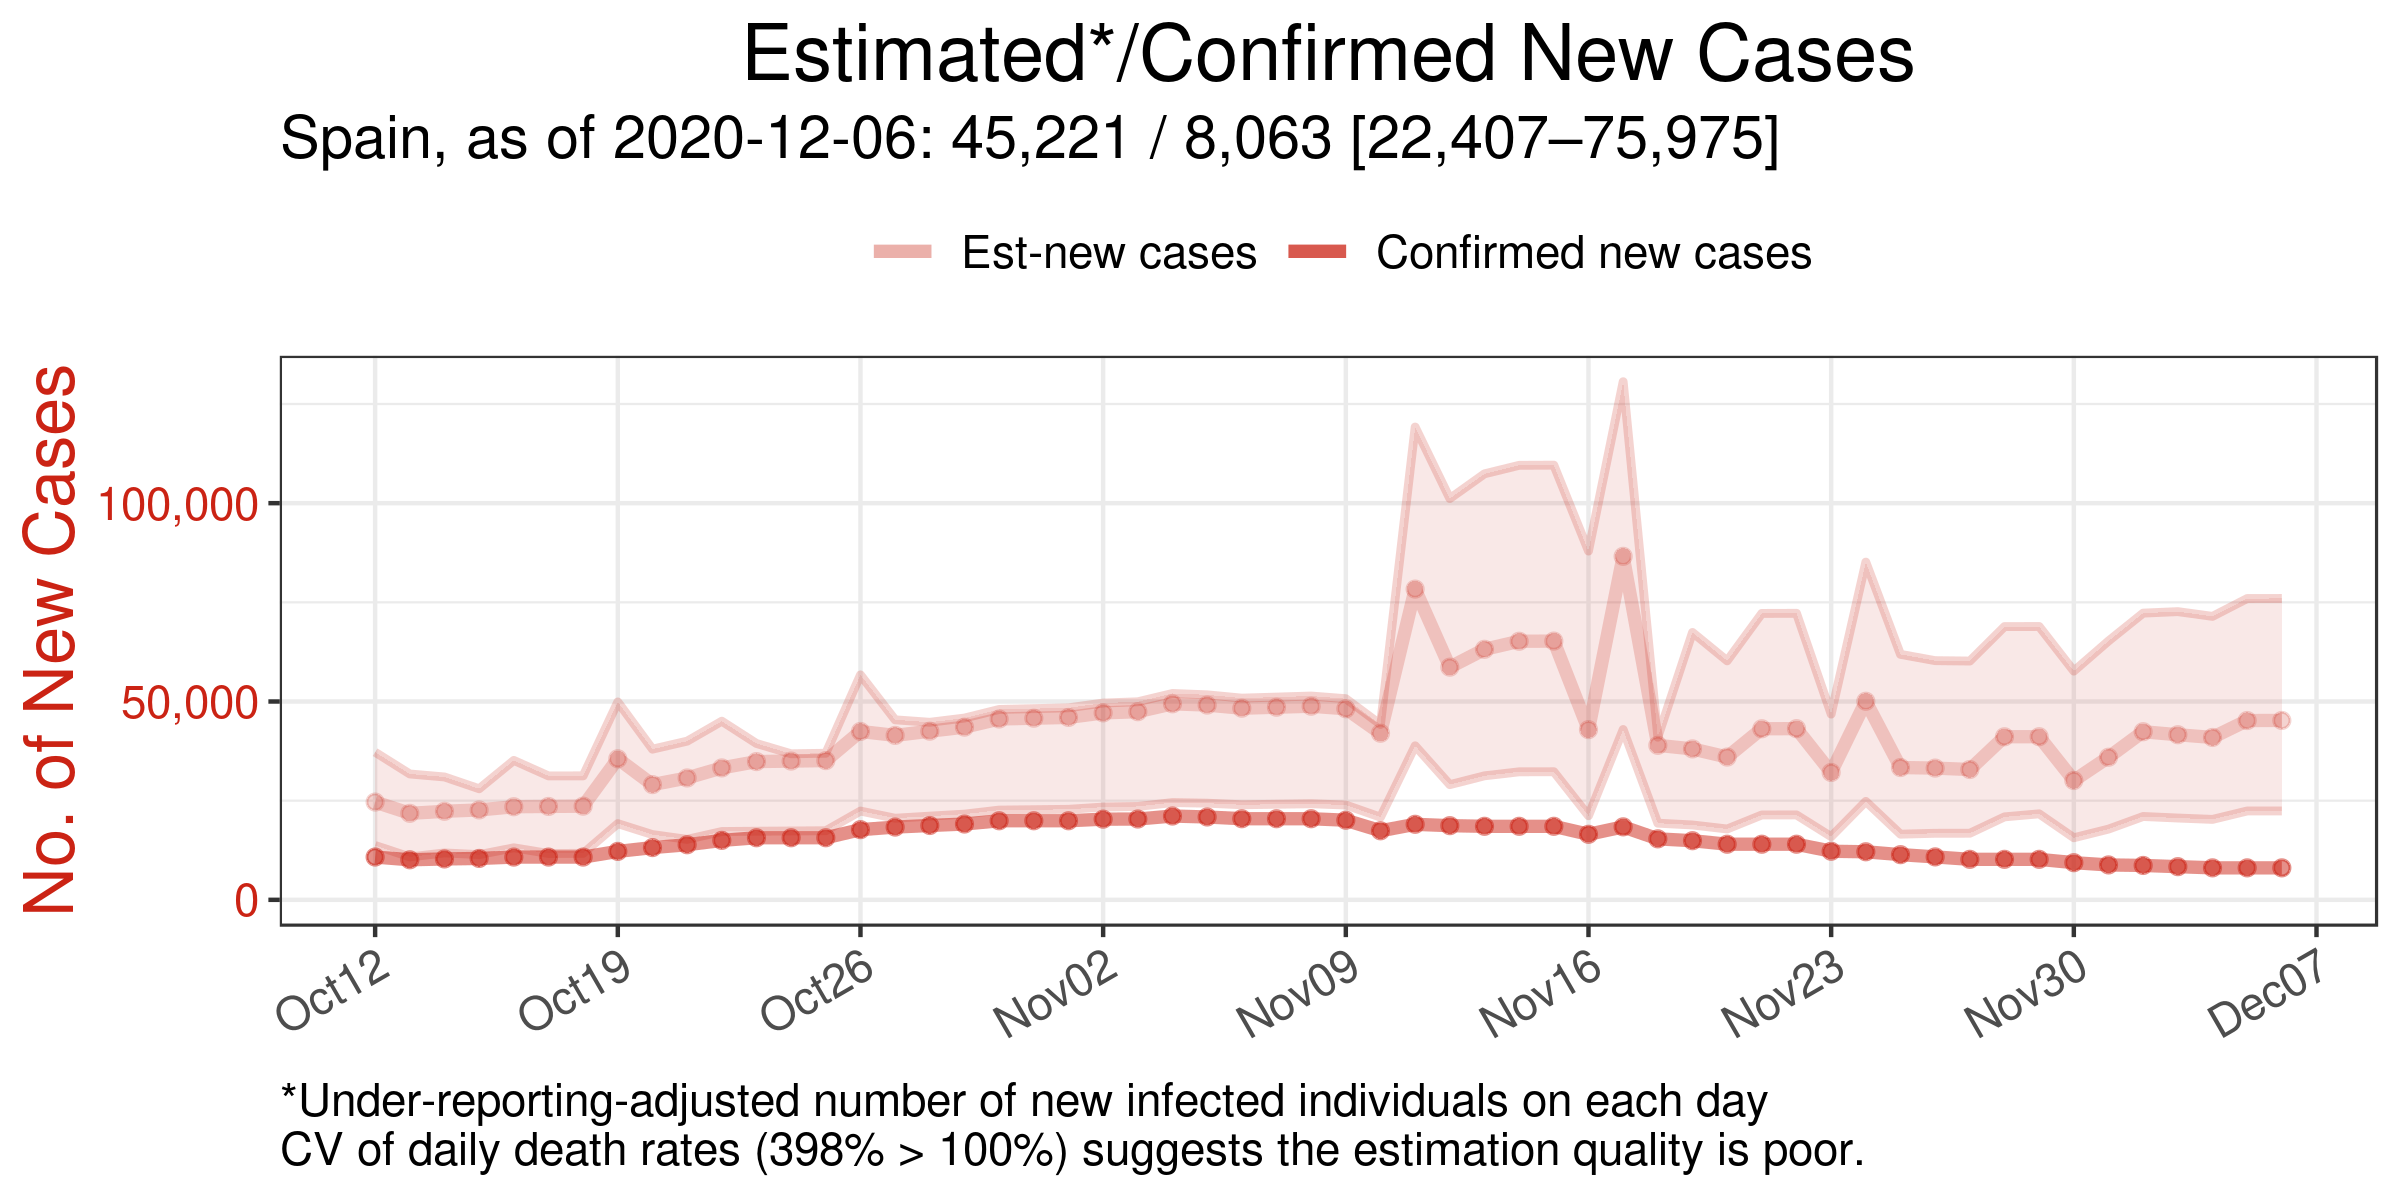 Estimated*/Confirmed New Cases
Spain, as of 2020-12-06: 45,221 / 8,063 [22,407–75,975]
Est-new cases
Confirmed new cases
No. of New Cases
100,000
50,000
0
Oct12
Oct19
Oct26
Nov02
Nov09
Nov16
Nov23
Nov30
Dec07
*Under-reporting-adjusted number of new infected individuals on each day
CV of daily death rates (398% > 100%) suggests the estimation quality is poor.